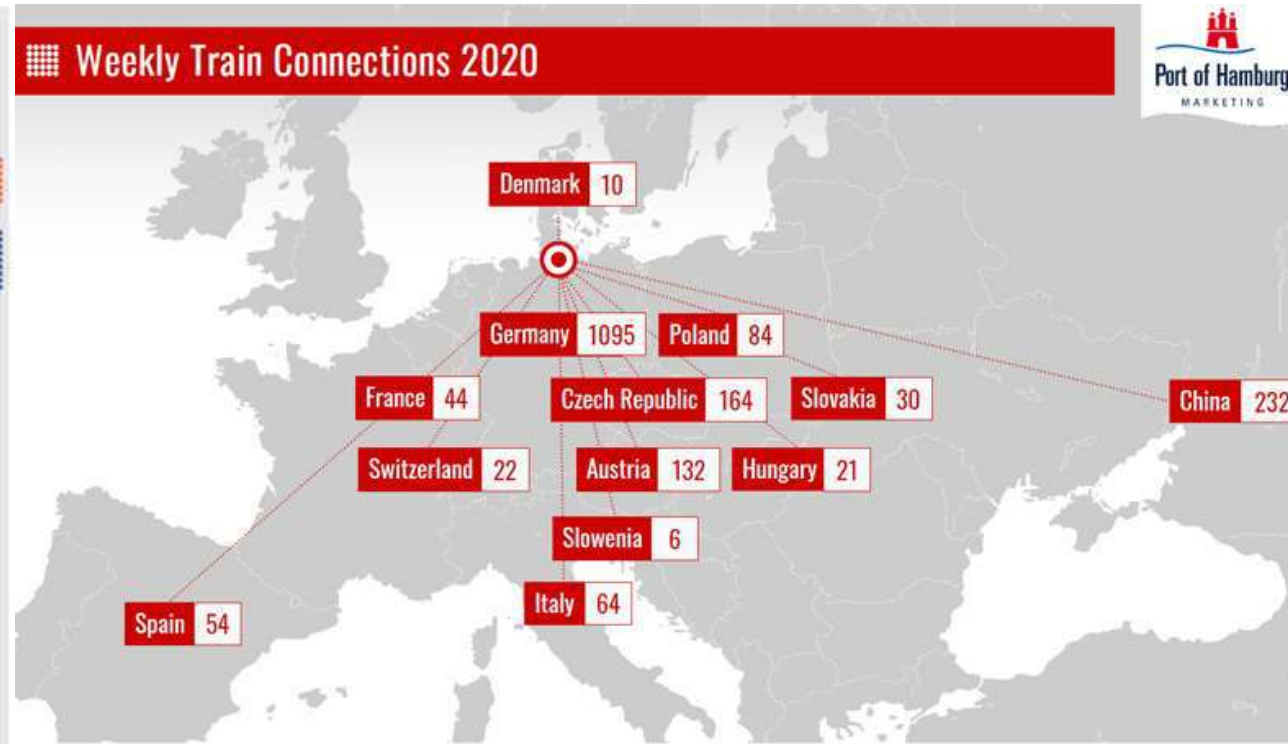 Weekly Train Connections 2020
Port of Hamburg
MARKETING
Denmark 10
Germany 1095
Poland 84
France 44
Czech Republic 164
Slovakia 30
China 232
Switzerland 22
Austria 132
Hungary 21
Slowenia 6
Italy 64
Spain 54